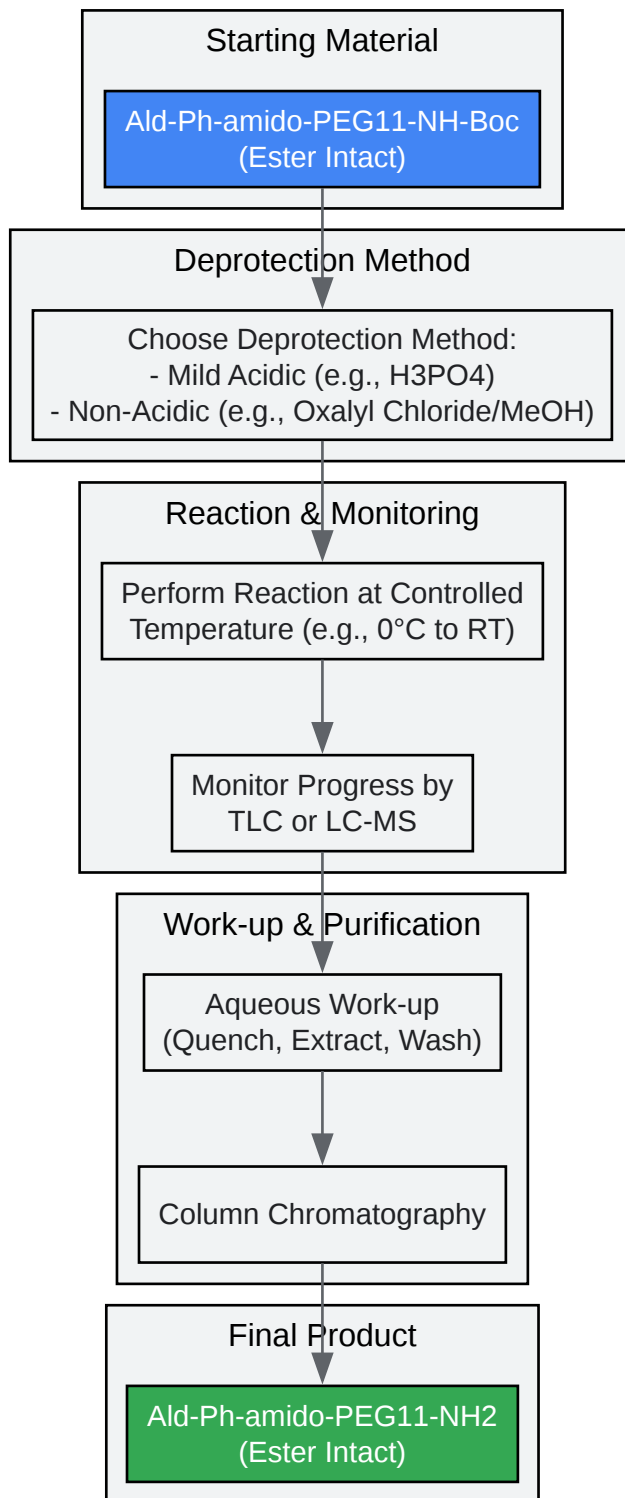 Starting Material
Ald-Ph-amido-PEG11-NH-Boc
(Ester Intact)
Deprotection Method
Choose Deprotection Method:
- Mild Acidic (e.g., H3PO4)
- Non-Acidic (e.g., Oxalyl Chloride/MeOH)
Reaction & Monitoring
Perform Reaction at Controlled
Temperature (e.g., 0°C to RT)
Monitor Progress by
TLC or LC-MS
Work-up & Purification
Aqueous Work-up
(Quench, Extract, Wash)
Column Chromatography
Final Product
Ald-Ph-amido-PEG11-NH2
(Ester Intact)